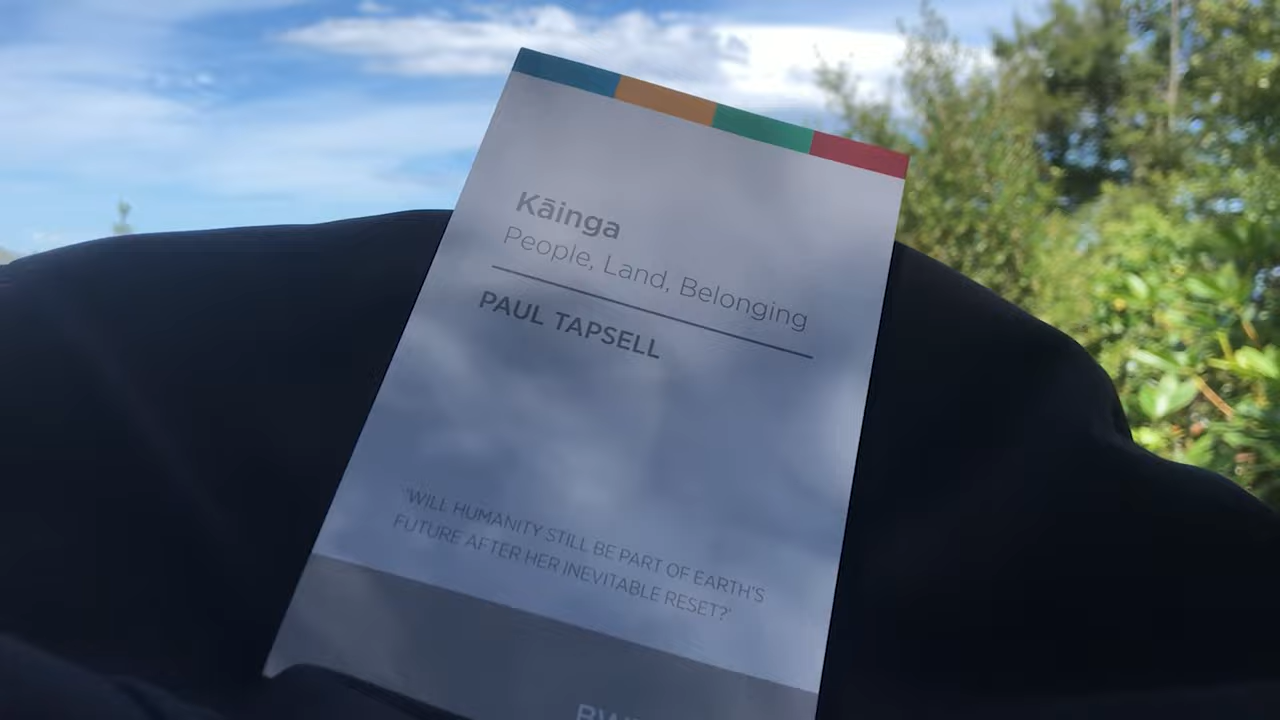 Kāinga
People, Land, Belonging
PAUL TAPSELL
'WILL HUMANITY STILL BE PART OF EARTH'S
FUTURE AFTER HER INEVITABLE RESET?'